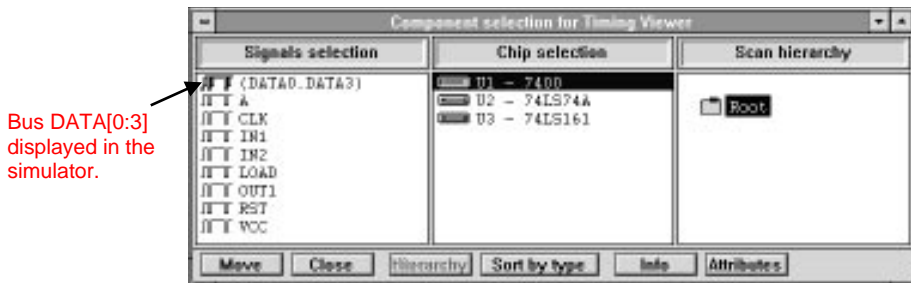 Component selection for Timing Viewer
Signals selection
Chip selection
Scan hierarchy
Bus DATA[0:3]
displayed in the
simulator.
(DATA0.DATA3)
A
CLK
IN1
IN2
LOAD
OUT1
RST
VCC
U1 - 7400
U2 - 74LS74A
U3 - 74LS161
Root
Move
Close
Hierarchy
Sort by type
Info
Attributes